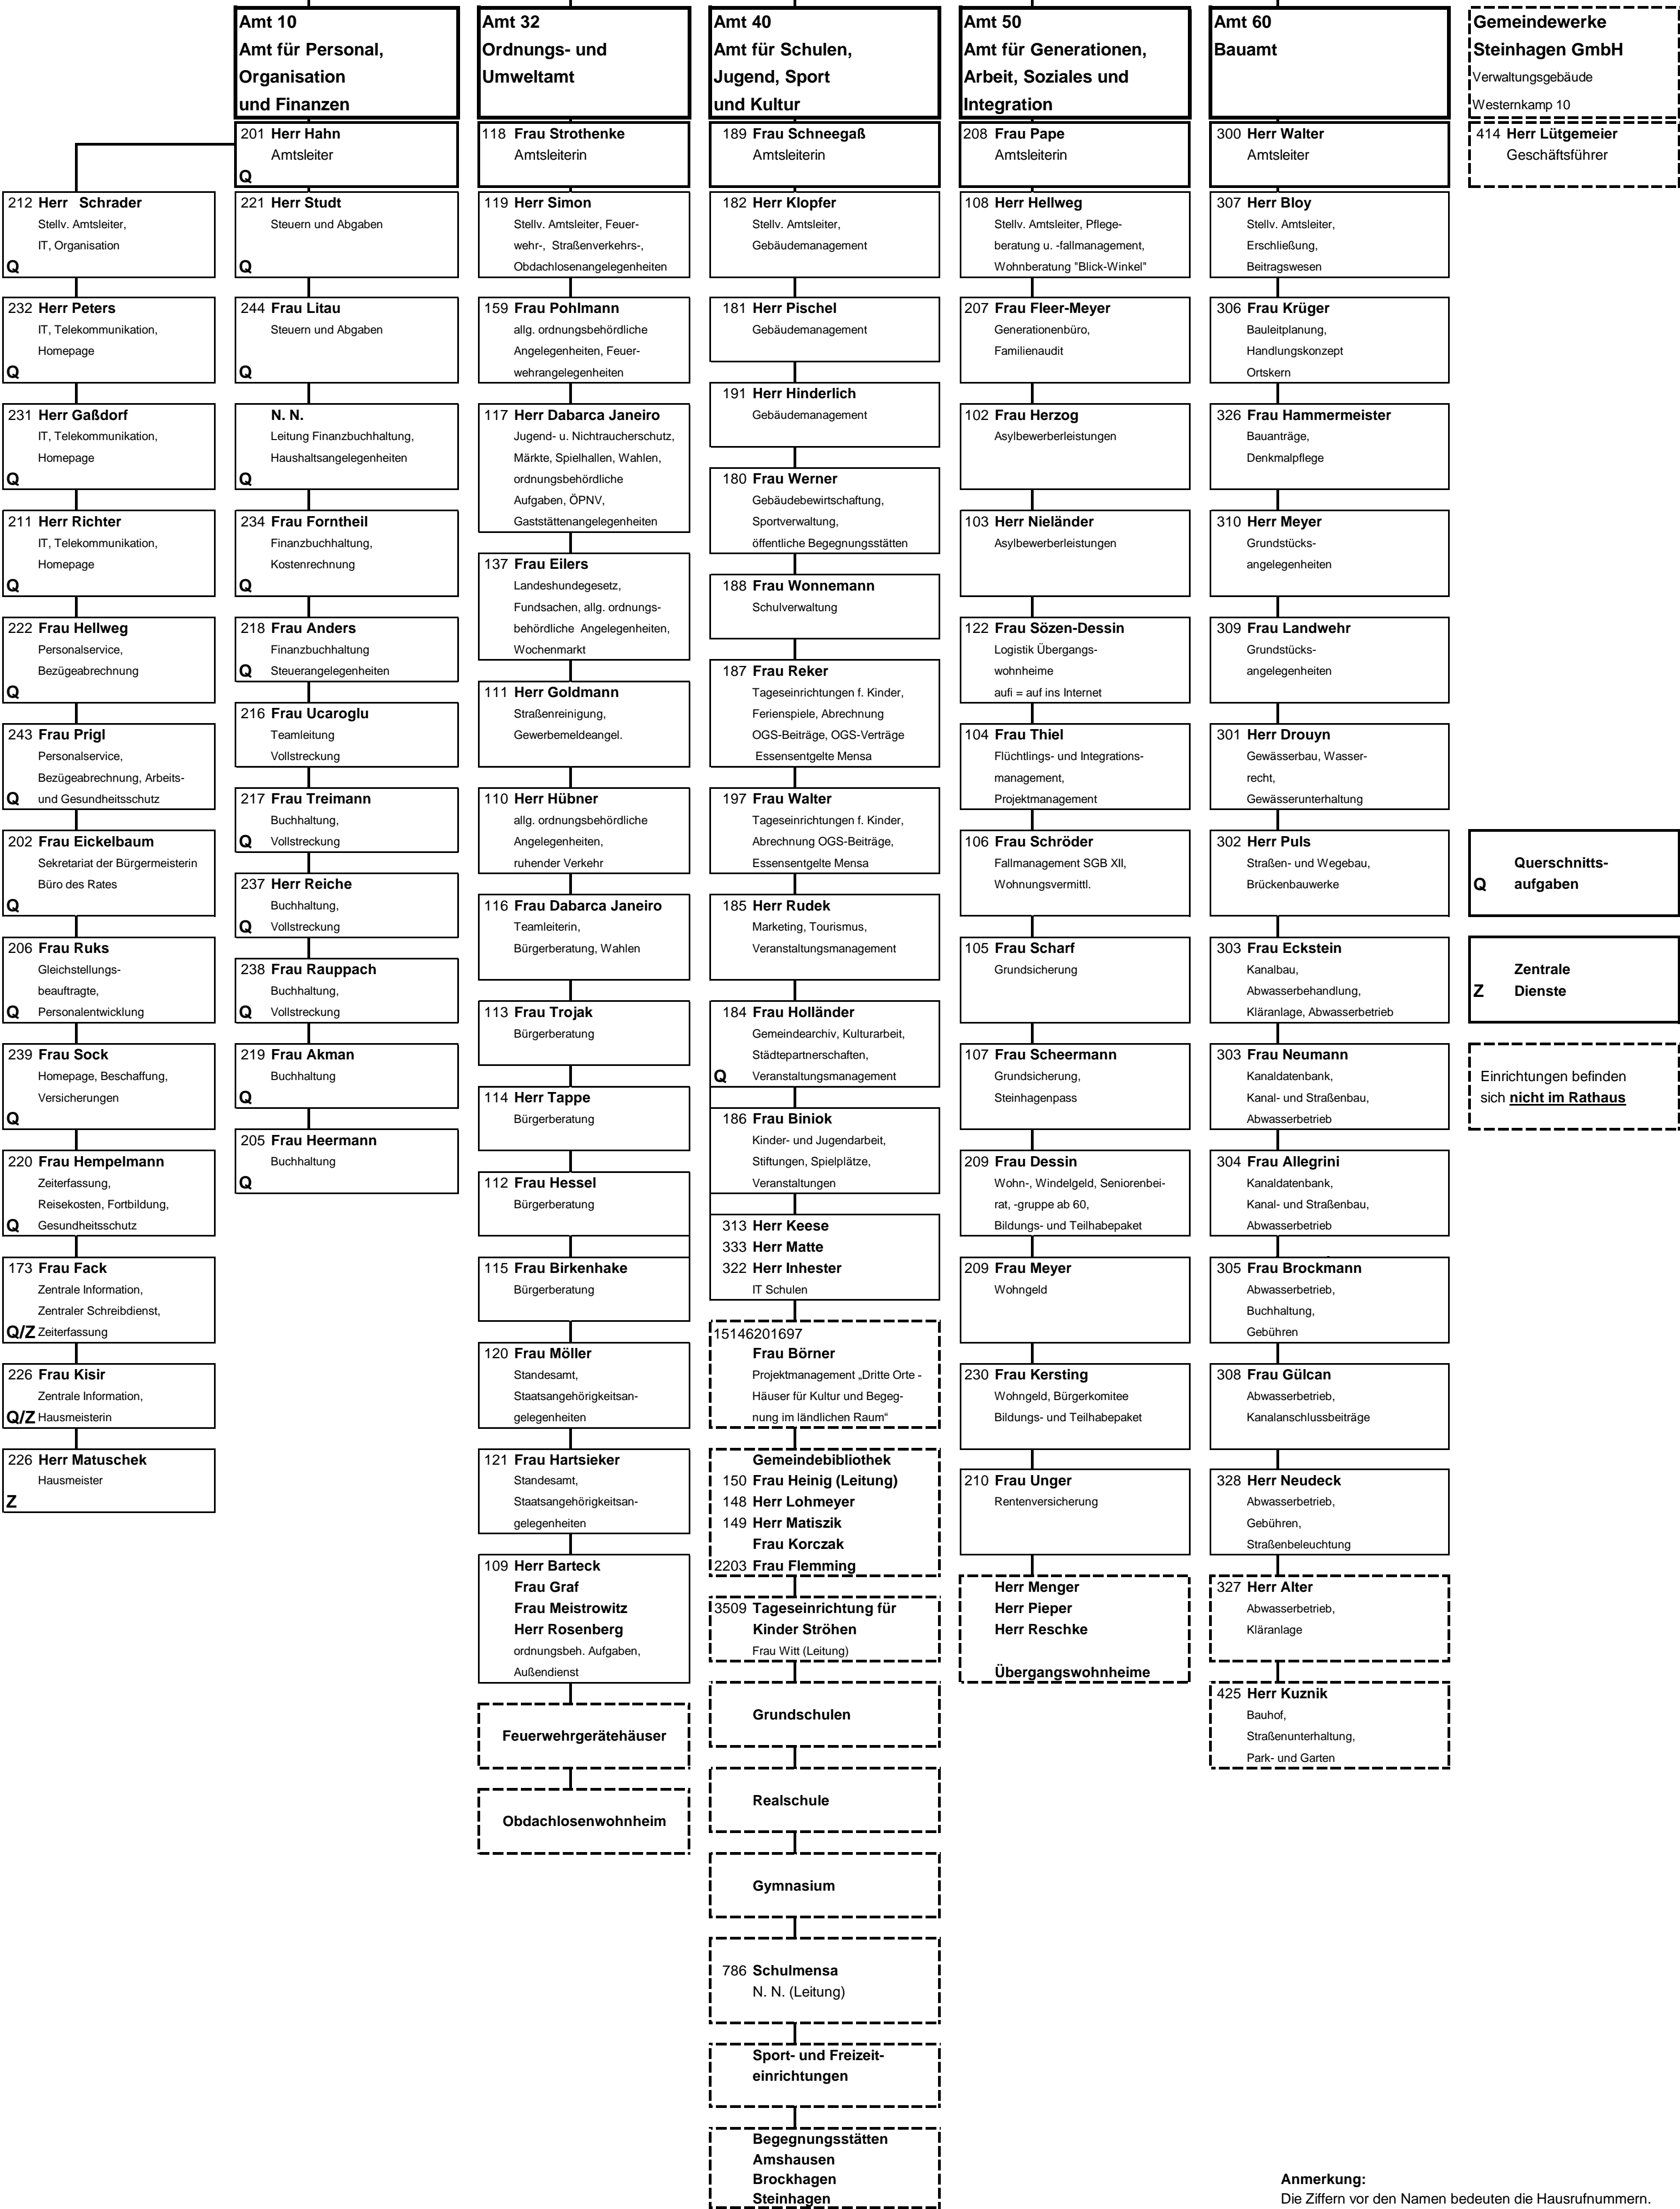 Amt 10
Amt für Personal,
Organisation
und Finanzen
201 Herr Hahn
Amtsleiter
Q
212 Herr Schrader
Stellv. Amtsleiter,
IT, Organisation
Q
232 Herr Peters
IT, Telekommunikation,
Homepage
Q
231 Herr Gaßdorf
IT, Telekommunikation,
Homepage
Q
211 Herr Richter
IT, Telekommunikation,
Homepage
Q
222 Frau Hellweg
Personalservice,
Bezügeabrechnung
Q
243 Frau Prigl
Personalservice,
Bezügeabrechnung, Arbeits-
Q und Gesundheitsschutz
202 Frau Eickelbaum
Sekretariat der Bürgermeisterin
Büro des Rates
Q
206 Frau Ruks
Gleichstellungs-
beauftragte,
Q Personalentwicklung
239 Frau Sock
Homepage, Beschaffung,
Versicherungen
Q
220 Frau Hempelmann
Zeiterfassung,
Reisekosten, Fortbildung,
Q Gesundheitsschutz
173 Frau Fack
Zentrale Information,
Zentraler Schreibdienst,
Q/Z Zeiterfassung
226 Frau Kisir
Zentrale Information,
Q/Z Hausmeisterin
226 Herr Matuschek
Hausmeister
Z
221 Herr Studt
Steuern und Abgaben
Q
244 Frau Litau
Steuern und Abgaben
Q
N. N.
Leitung Finanzbuchhaltung,
Haushaltsangelegenheiten
Q
234 Frau Forntheil
Finanzbuchhaltung,
Kostenrechnung
Q
218 Frau Anders
Finanzbuchhaltung
Q Steuerangelegenheiten
216 Frau Ucaroglu
Teamleitung
Vollstreckung
217 Frau Treimann
Buchhaltung,
Q Vollstreckung
237 Herr Reiche
Buchhaltung,
Q Vollstreckung
238 Frau Rauppach
Buchhaltung,
Q Vollstreckung
219 Frau Akman
Buchhaltung
Q
205 Frau Heermann
Buchhaltung
Q
Amt 32
Ordnungs- und
Umweltamt
118 Frau Strothenke
Amtsleiterin
119 Herr Simon
Stellv. Amtsleiter, Feuer-
wehr-, Straßenverkehrs-,
Obdachlosenangelegenheiten
159 Frau Pohlmann
allg. ordnungsbehördliche
Angelegenheiten, Feuer-
wehrangelegenheiten
117 Herr Dabarca Janeiro
Jugend- u. Nichtraucherschutz,
Märkte, Spielhallen, Wahlen,
ordnungsbehördliche
Aufgaben, ÖPNV,
Gaststättenangelegenheiten
137 Frau Eilers
Landeshundegesetz,
Fundsachen, allg. ordnungs-
behördliche Angelegenheiten,
Wochenmarkt
111 Herr Goldmann
Straßenreinigung,
Gewerbemeldeangel.
110 Herr Hübner
allg. ordnungsbehördliche
Angelegenheiten,
ruhender Verkehr
116 Frau Dabarca Janeiro
Teamleiterin,
Bürgerberatung, Wahlen
113 Frau Trojak
Bürgerberatung
114 Herr Tappe
Bürgerberatung
112 Frau Hessel
Bürgerberatung
115 Frau Birkenhake
Bürgerberatung
120 Frau Möller
Standesamt,
Staatsangehörigkeitsan-
gelegenheiten
121 Frau Hartsieker
Standesamt,
Staatsangehörigkeitsan-
gelegenheiten
109 Herr Barteck
Frau Graf
Frau Meistrowitz
Herr Rosenberg
ordnungsbeh. Aufgaben,
Außendienst
Feuerwehrgerätehäuser
Obdachlosenwohnheim
Amt 40
Amt für Schulen,
Jugend, Sport
und Kultur
189 Frau Schneegaß
Amtsleiterin
182 Herr Klopfer
Stellv. Amtsleiter,
Gebäudemanagement
181 Herr Pischel
Gebäudemanagement
191 Herr Hinderlich
Gebäudemanagement
180 Frau Werner
Gebäudebewirtschaftung,
Sportverwaltung,
öffentliche Begegnungsstätten
188 Frau Wonnemann
Schulverwaltung
187 Frau Reker
Tageseinrichtungen f. Kinder,
Ferienspiele, Abrechnung
OGS-Beiträge, OGS-Verträge
Essensentgelte Mensa
197 Frau Walter
Tageseinrichtungen f. Kinder,
Abrechnung OGS-Beiträge,
Essensentgelte Mensa
185 Herr Rudek
Marketing, Tourismus,
Veranstaltungsmanagement
184 Frau Holländer
Gemeindearchiv, Kulturarbeit,
Städtepartnerschaften,
Q Veranstaltungsmanagement
186 Frau Biniok
Kinder- und Jugendarbeit,
Stiftungen, Spielplätze,
Veranstaltungen
313 Herr Keese
333 Herr Matte
322 Herr Inhester
IT Schulen
15146201697
Frau Börner
Projektmanagement „Dritte Orte -
Häuser für Kultur und Begeg-
nung im ländlichen Raum“
Gemeindebibliothek
150 Frau Heinig (Leitung)
148 Herr Lohmeyer
149 Herr Matiszik
Frau Korczak
2203 Frau Flemming
3509 Tageseinrichtung für
Kinder Ströhen
Frau Witt (Leitung)
Grundschulen
Realschule
Gymnasium
786 Schulmensa
N. N. (Leitung)
Sport- und Freizeit-
einrichtungen
Begegnungsstätten
Amshausen
Brockhagen
Steinhagen
Amt 50
Amt für Generationen,
Arbeit, Soziales und
Integration
208 Frau Pape
Amtsleiterin
108 Herr Hellweg
Stellv. Amtsleiter, Pflege-
beratung u. -fallmanagement,
Wohnberatung "Blick-Winkel"
207 Frau Fleer-Meyer
Generationenbüro,
Familienaudit
102 Frau Herzog
Asylbewerberleistungen
103 Herr Nieländer
Asylbewerberleistungen
122 Frau Sözen-Dessin
Logistik Übergangs-
wohnheime
aufi = auf ins Internet
104 Frau Thiel
Flüchtlings- und Integrations-
management,
Projektmanagement
106 Frau Schröder
Fallmanagement SGB XII,
Wohnungsvermittl.
105 Frau Scharf
Grundsicherung
107 Frau Scheermann
Grundsicherung,
Steinhagenpass
209 Frau Dessin
Wohn-, Windelgeld, Seniorenbei-
rat, -gruppe ab 60,
Bildungs- und Teilhabepaket
209 Frau Meyer
Wohngeld
230 Frau Kersting
Wohngeld, Bürgerkomitee
Bildungs- und Teilhabepaket
210 Frau Unger
Rentenversicherung
Herr Menger
Herr Pieper
Herr Reschke
Übergangswohnheime
Amt 60
Bauamt
300 Herr Walter
Amtsleiter
307 Herr Bloy
Stellv. Amtsleiter,
Erschließung,
Beitragswesen
306 Frau Krüger
Bauleitplanung,
Handlungskonzept
Ortskern
326 Frau Hammermeister
Bauanträge,
Denkmalpflege
310 Herr Meyer
Grundstücks-
angelegenheiten
309 Frau Landwehr
Grundstücks-
angelegenheiten
301 Herr Drouyn
Gewässerbau, Wasser-
recht,
Gewässerunterhaltung
302 Herr Puls
Straßen- und Wegebau,
Brückenbauwerke
303 Frau Eckstein
Kanalbau,
Abwasserbehandlung,
Kläranlage, Abwasserbetrieb
303 Frau Neumann
Kanaldatenbank,
Kanal- und Straßenbau,
Abwasserbetrieb
304 Frau Allegrini
Kanaldatenbank,
Kanal- und Straßenbau,
Abwasserbetrieb
305 Frau Brockmann
Abwasserbetrieb,
Buchhaltung,
Gebühren
308 Frau Gülcan
Abwasserbetrieb,
Kanalanschlussbeiträge
328 Herr Neudeck
Abwasserbetrieb,
Gebühren,
Straßenbeleuchtung
327 Herr Alter
Abwasserbetrieb,
Kläranlage
425 Herr Kuznik
Bauhof,
Straßenunterhaltung,
Park- und Garten
Gemeindewerke
Steinhagen GmbH
Verwaltungsgebäude
Westernkamp 10
414 Herr Lütgemeier
Geschäftsführer
Querschnitts-
Q aufgaben
Zentrale
Z Dienste
Einrichtungen befinden
sich nicht im Rathaus
Anmerkung:
Die Ziffern vor den Namen bedeuten die Hausrufnummern.